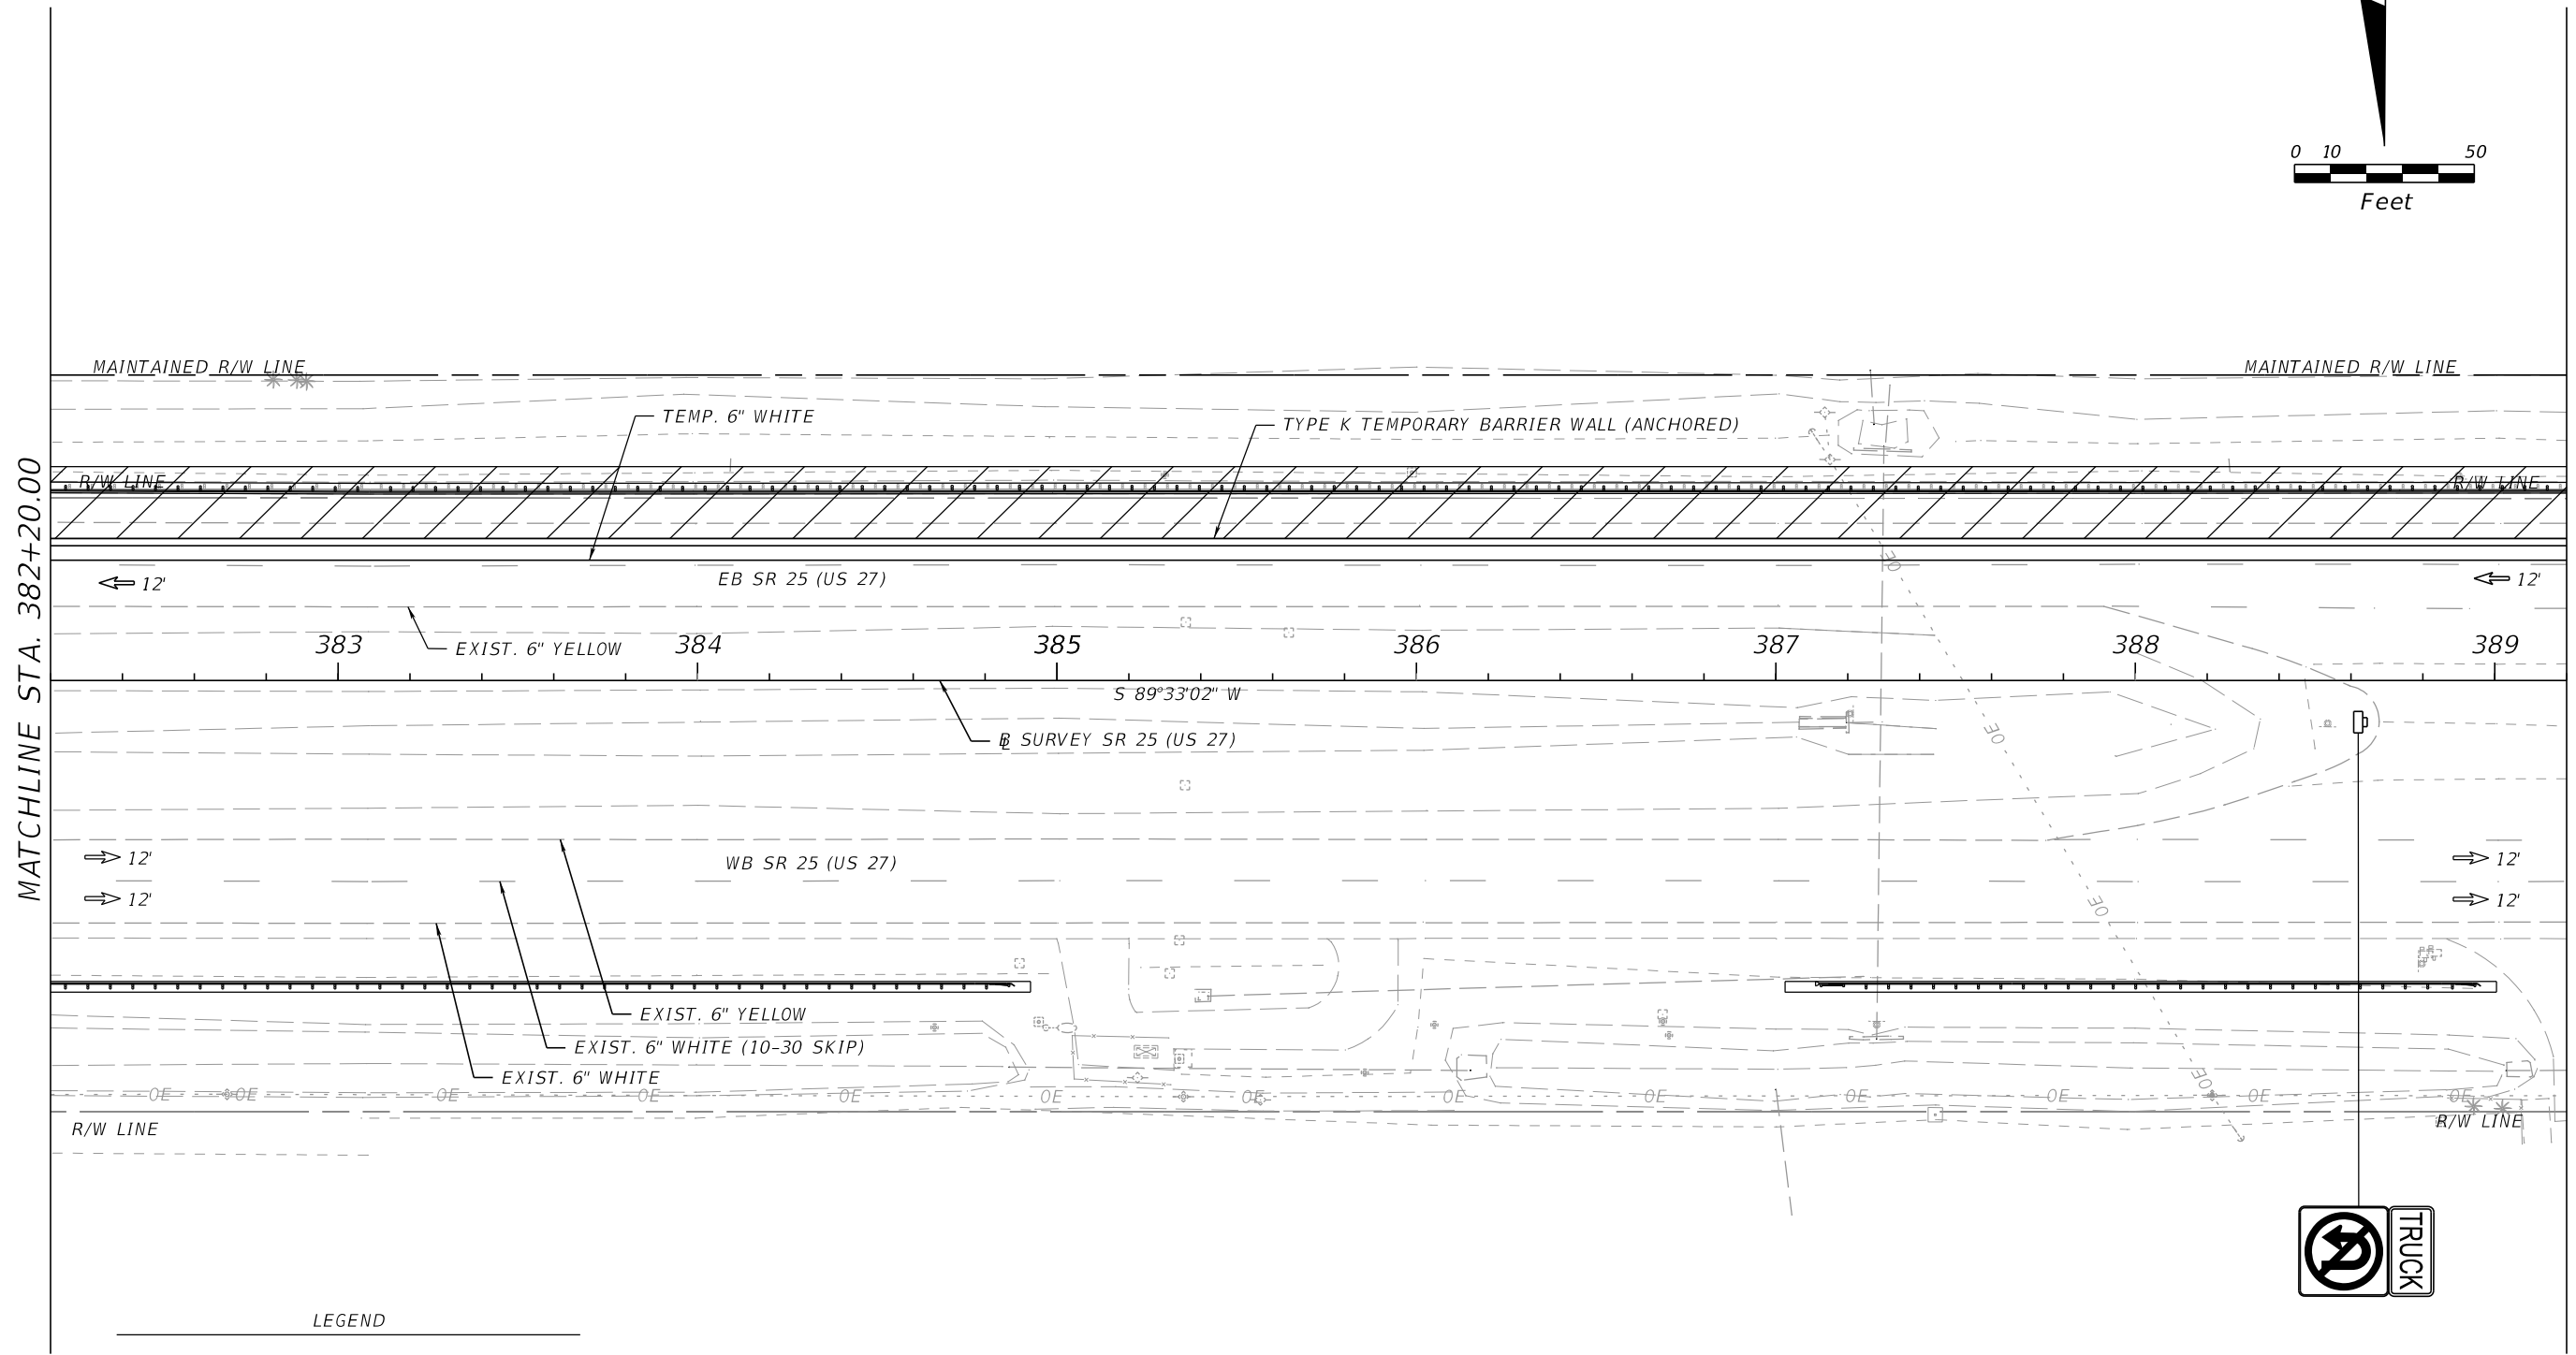 0 10 50
Feet
MAINTAINED R/W LINE
MAINTAINED R/W LINE
TEMP. 6" WHITE
TYPE K TEMPORARY BARRIER WALL (ANCHORED)
R/W LINE
R/W LINE
OE
12'
EB SR 25 (US 27)
12'
EXIST. 6" YELLOW
383 384 385 386 387 388 389
MATCHLINE STA. 382+20.00
S 89°33'02" W
OE
BL SURVEY SR 25 (US 27)
12'
WB SR 25 (US 27)
12'
12'
12'
OE
EXIST. 6" YELLOW
EXIST. 6" WHITE (10-30 SKIP)
EXIST. 6" WHITE
OE
OE OE OE OE OE OE OE OE OE OE OE OE OE
R/W LINE
R/W LINE
TRUCK
LEGEND